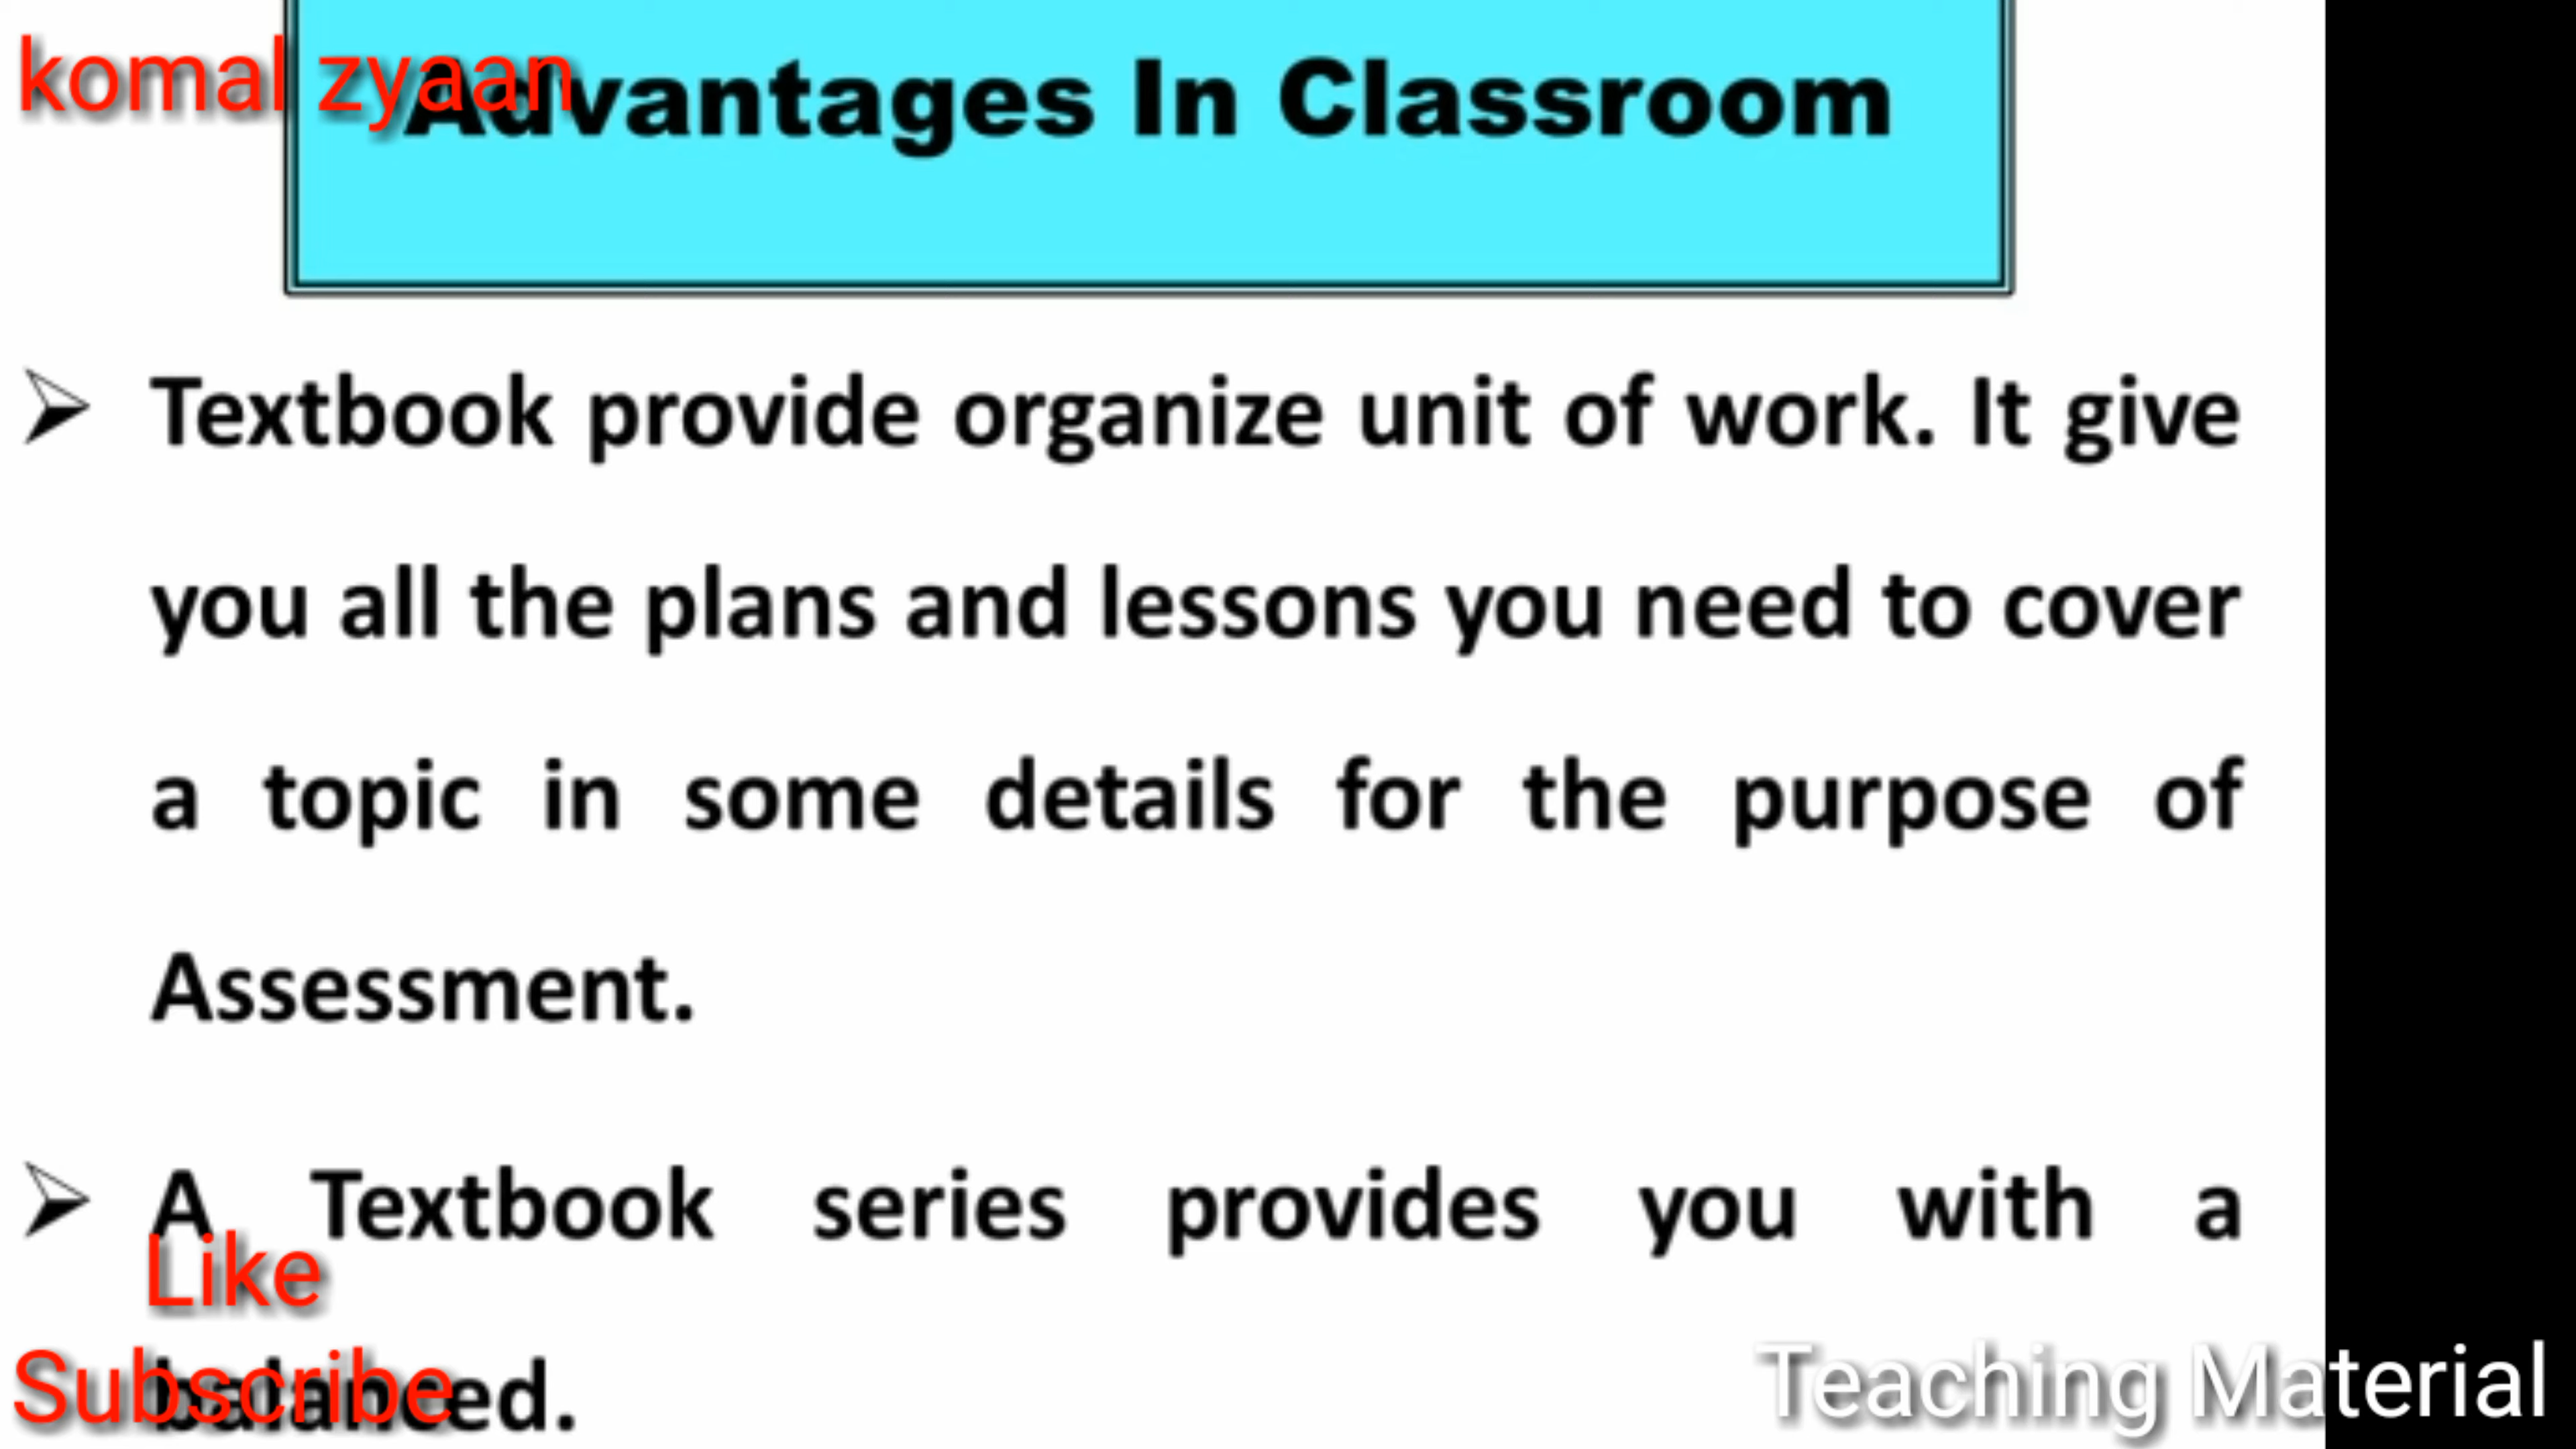 komal zyaan
Advantages In Classroom
➢ Textbook provide organize unit of work. It give
you all the plans and lessons you need to cover
a topic in some details for the purpose of
Assessment.
➢ A Textbook series provides you with a
balanced.
Like
Subscribe
Teaching Material